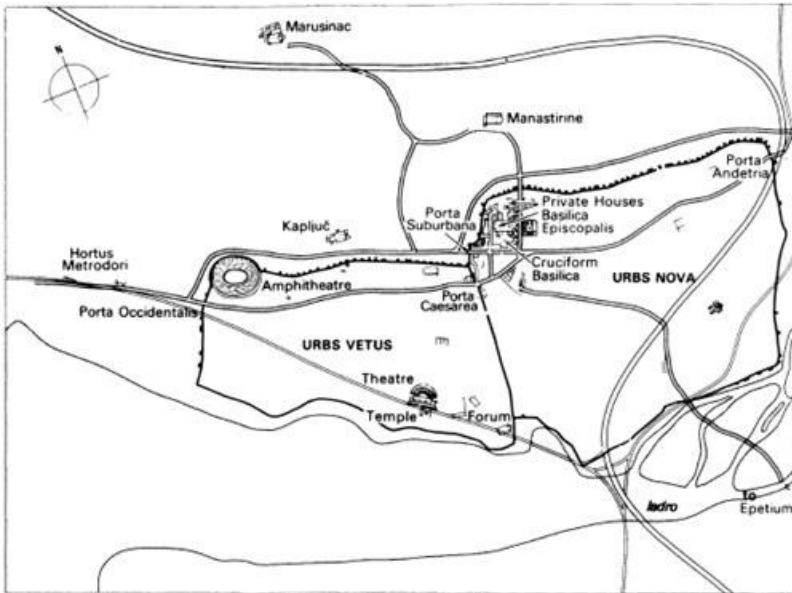 Marusinac
N
Manastirine
Porta
Andetria
Private Houses
Basilica
Episcopalis
Porta
Suburbana
Kapljuč
Hortus
Metrodori
Cruciform
Basilica
URBS NOVA
Amphitheatre
Porta
Caesarea
Porta Occidentalis
URBS VETUS
Theatre
Temple
Forum
Iadro
to
Epetium